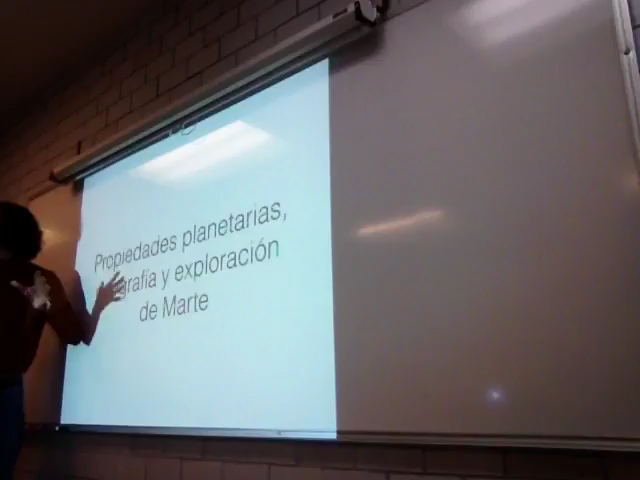 Propiedades planetarias,
y exploración
de Marte